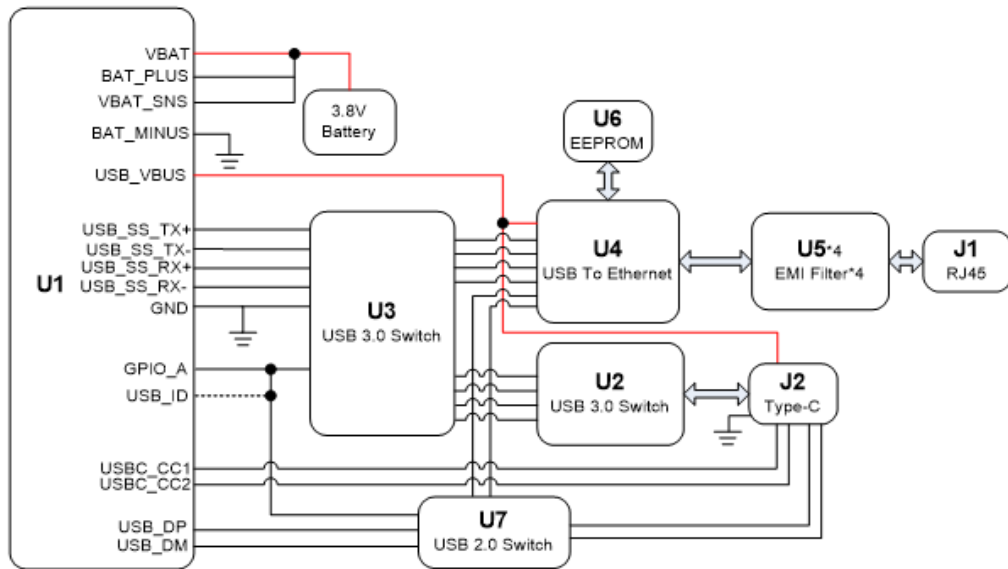 U1
VBAT
BAT_PLUS
VBAT_SNS
BAT_MINUS
USB_VBUS
USB_SS_TX+
USB_SS_TX-
USB_SS_RX+
USB_SS_RX-
GND
GPIO_A
USB_ID
USBC_CC1
USBC_CC2
USB_DP
USB_DM
3.8V
Battery
U3
USB 3.0 Switch
U6
EEPROM
U4
USB To Ethernet
U5*4
EMI Filter*4
J1
RJ45
U2
USB 3.0 Switch
J2
Type-C
U7
USB 2.0 Switch